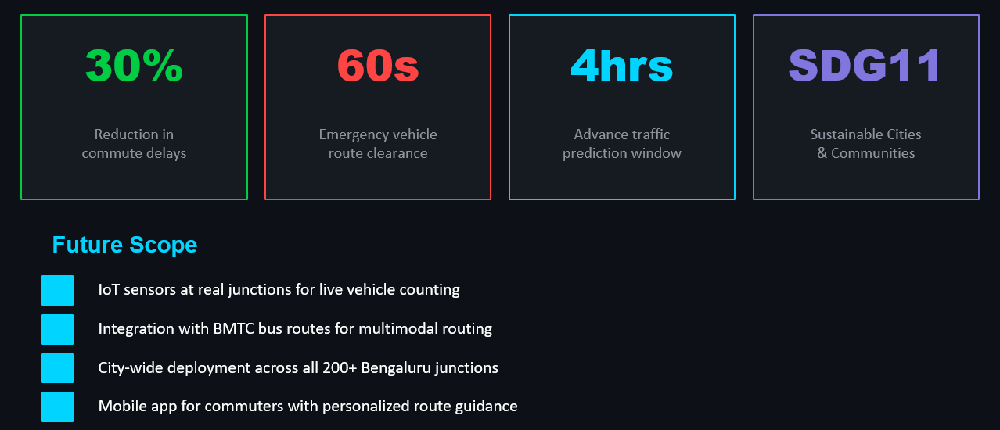 30%
Reduction in
commute delays
60s
Emergency vehicle
route clearance
4hrs
Advance traffic
prediction window
SDG11
Sustainable Cities
& Communities
Future Scope
IoT sensors at real junctions for live vehicle counting
Integration with BMTC bus routes for multimodal routing
City-wide deployment across all 200+ Bengaluru junctions
Mobile app for commuters with personalized route guidance